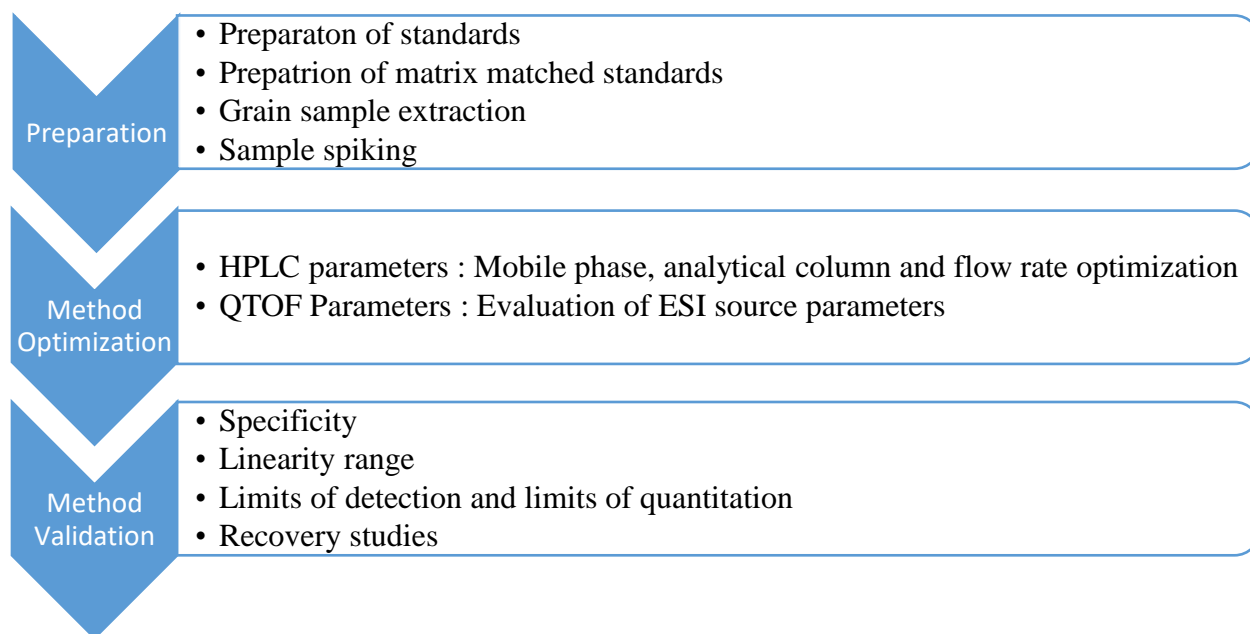 Preparation
• Preparaton of standards
• Prepatrion of matrix matched standards
• Grain sample extraction
• Sample spiking
Method
Optimization
• HPLC parameters : Mobile phase, analytical column and flow rate optimization
• QTOF Parameters : Evaluation of ESI source parameters
Method
Validation
• Specificity
• Linearity range
• Limits of detection and limits of quantitation
• Recovery studies